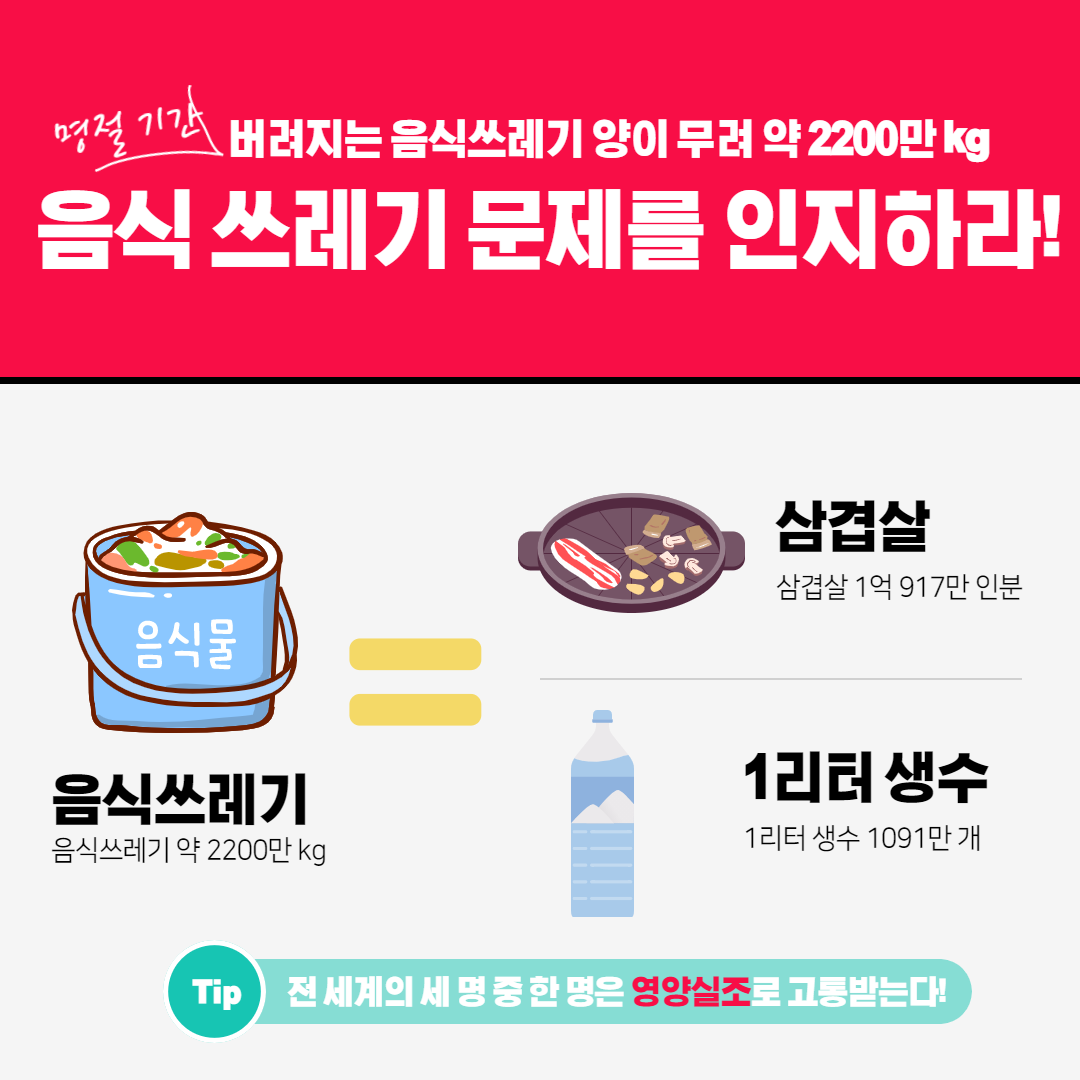 명절 기간 버려지는 음식쓰레기 양이 무려 약 2200만 kg
음식 쓰레기 문제를 인지하라!
음식물
음식쓰레기
음식쓰레기 약 2200만 kg
삼겹살
삼겹살 1억 917만 인분
1리터 생수
1리터 생수 1091만 개
Tip 전 세계의 세 명 중 한 명은 영양실조로 고통받는다!